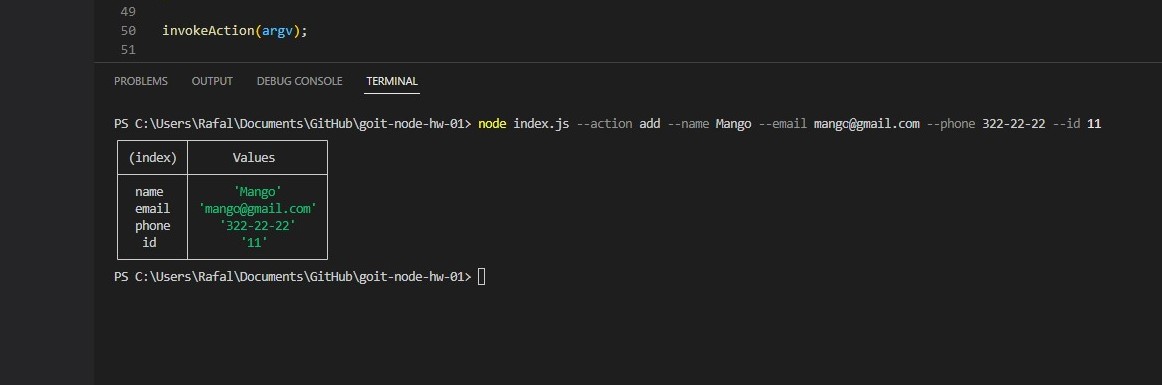 49
50 invokeAction(argv);
51
PROBLEMS OUTPUT DEBUG CONSOLE TERMINAL
PS C:\Users\Rafal\Documents\GitHub\goit-node-hw-01> node index.js --action add --name Mango --email mango@gmail.com --phone 322-22-22 --id 11
(index) Values
name 'Mango'
email 'mango@gmail.com'
phone '322-22-22'
id '11'
PS C:\Users\Rafal\Documents\GitHub\goit-node-hw-01>